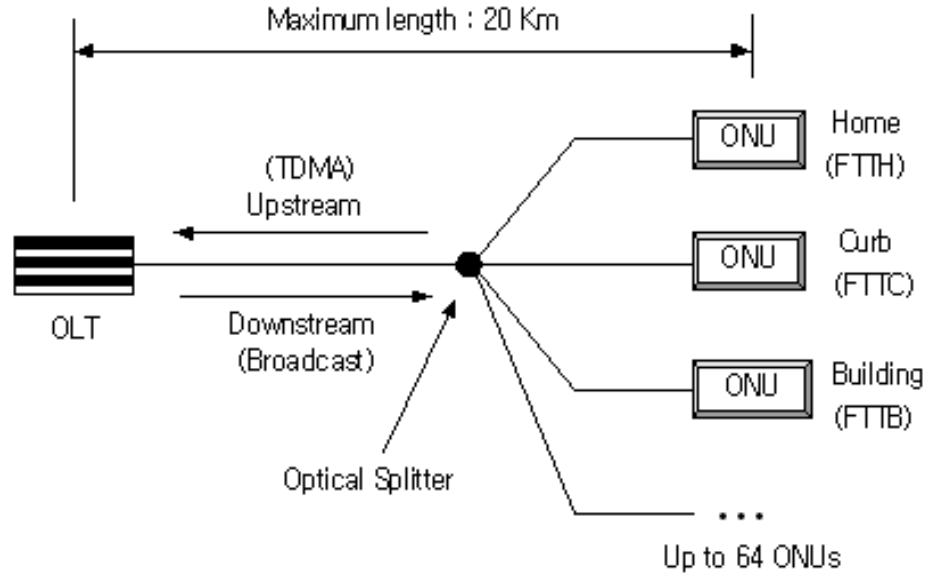 Maximum length : 20 Km
ONU
Home
(FTTH)
(TDMA)
Upstream
ONU
Curb
(FTTC)
OLT
Downstream
(Broadcast)
ONU
Building
(FTTB)
Optical Splitter
...
Up to 64 ONUs